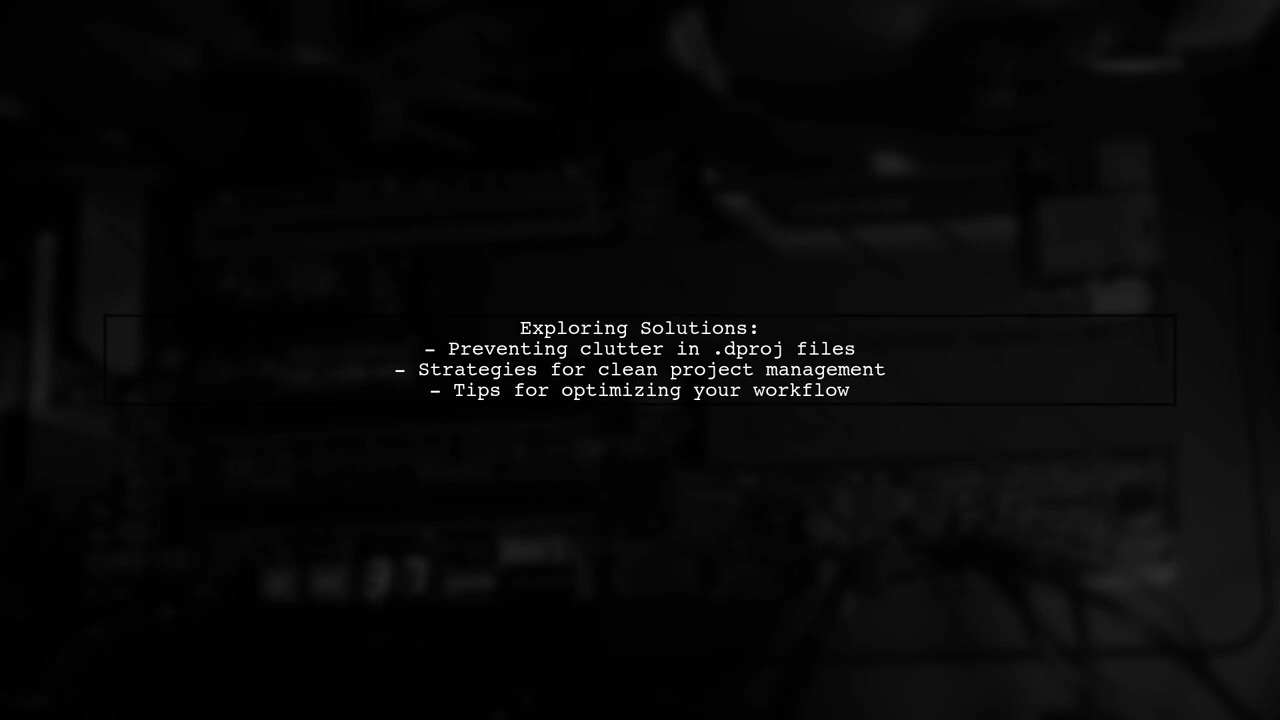 Exploring Solutions:
- Preventing clutter in .dproj files
- Strategies for clean project management
- Tips for optimizing your workflow